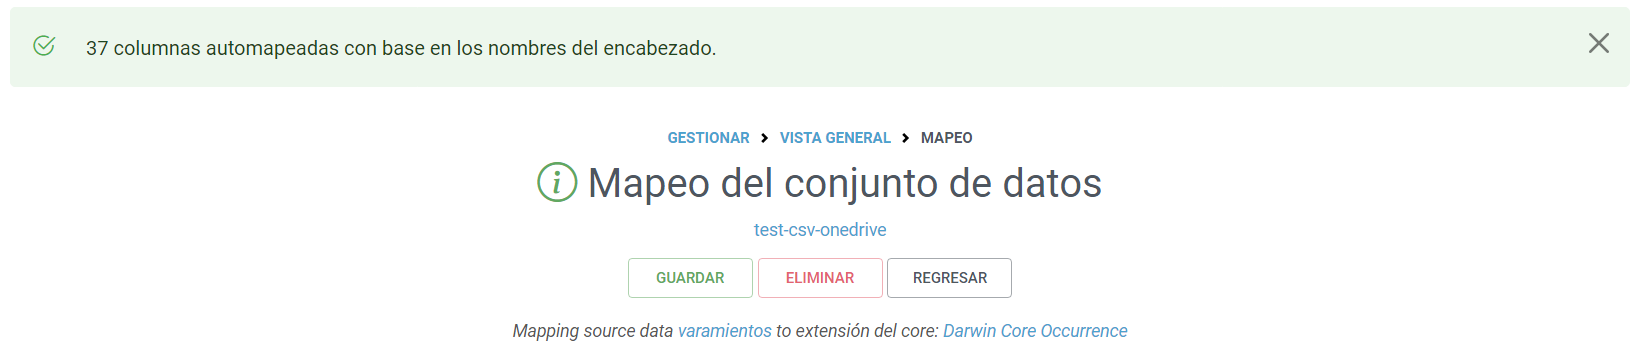 37 columnas automapeadas con base en los nombres del encabezado.
GESTIONAR > VISTA GENERAL > MAPEO
Mapeo del conjunto de datos
test-csv-onedrive
GUARDAR ELIMINAR REGRESAR
Mapping source data varamientos to extensión del core: Darwin Core Occurrence